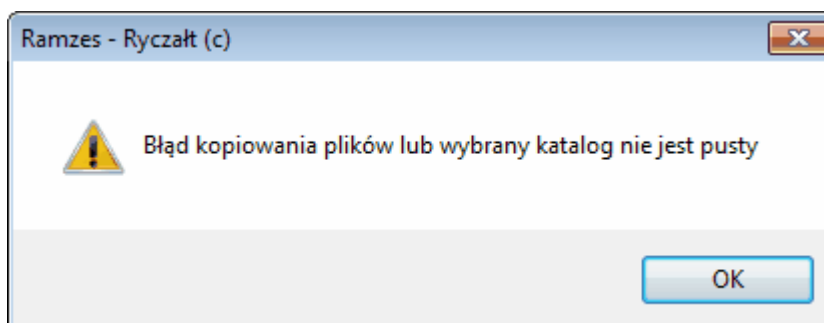 Ramzes - Ryczałt (c)
Błąd kopiowania plików lub wybrany katalog nie jest pusty
OK